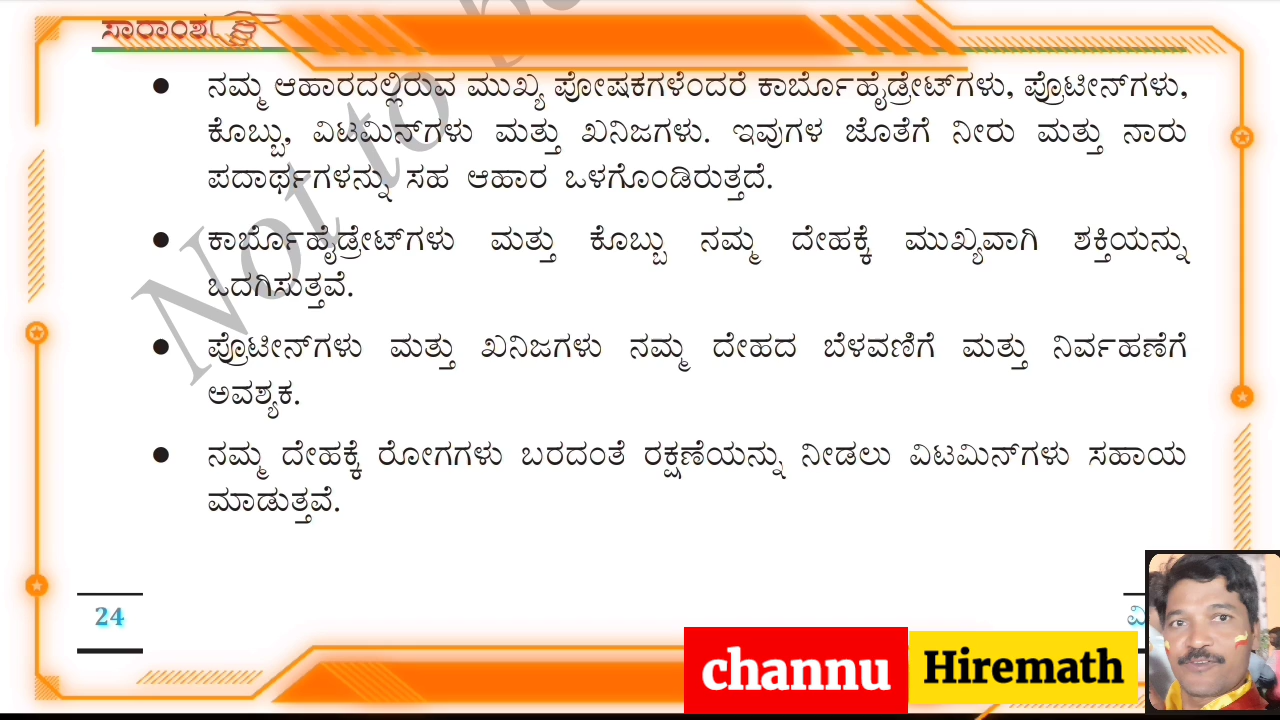 ಸಾರಾಂಶ
● ನಮ್ಮ ಆಹಾರದಲ್ಲಿರುವ ಮುಖ್ಯ ಪೋಷಕಗಳೆಂದರೆ ಕಾರ್ಬೊಹೈಡ್ರೇಟ್‌ಗಳು, ಪ್ರೊಟೀನ್‌ಗಳು,
ಕೊಬ್ಬು, ವಿಟಮಿನ್‌ಗಳು ಮತ್ತು ಖನಿಜಗಳು. ಇವುಗಳ ಜೊತೆಗೆ ನೀರು ಮತ್ತು ನಾರು
ಪದಾರ್ಥಗಳನ್ನು ಸಹ ಆಹಾರ ಒಳಗೊಂಡಿರುತ್ತದೆ.
● ಕಾರ್ಬೊಹೈಡ್ರೇಟ್‌ಗಳು ಮತ್ತು ಕೊಬ್ಬು ನಮ್ಮ ದೇಹಕ್ಕೆ ಮುಖ್ಯವಾಗಿ ಶಕ್ತಿಯನ್ನು
ಒದಗಿಸುತ್ತವೆ.
● ಪ್ರೊಟೀನ್‌ಗಳು ಮತ್ತು ಖನಿಜಗಳು ನಮ್ಮ ದೇಹದ ಬೆಳವಣಿಗೆ ಮತ್ತು ನಿರ್ವಹಣೆಗೆ
ಅವಶ್ಯಕ.
● ನಮ್ಮ ದೇಹಕ್ಕೆ ರೋಗಗಳು ಬರದಂತೆ ರಕ್ಷಣೆಯನ್ನು ನೀಡಲು ವಿಟಮಿನ್‌ಗಳು ಸಹಾಯ
ಮಾಡುತ್ತವೆ.
Not to
24
channu Hiremath